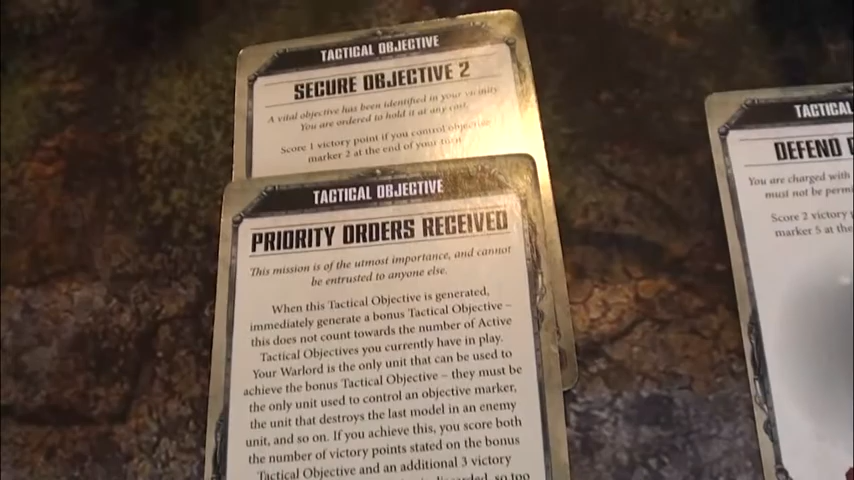 TACTICAL OBJECTIVE
SECURE OBJECTIVE 2
A vital objective has been identified in your vicinity.
You are ordered to hold it at any cost.
Score 1 victory point if you control objective
marker 2 at the end of your turn.
TACTICAL OBJECTIVE
PRIORITY ORDERS RECEIVED
This mission is of the utmost importance, and cannot
be entrusted to anyone else.
When this Tactical Objective is generated,
immediately generate a bonus Tactical Objective –
this does not count towards the number of Active
Tactical Objectives you currently have in play.
Your Warlord is the only unit that can be used to
achieve the bonus Tactical Objective – they must be
the only unit used to control an objective marker,
they must destroy the last model in an enemy
unit, and so on. If you achieve this, you score both
the number of victory points stated on the bonus
Tactical Objective and an additional 3 victory
so too
TACTICAL
DEFEND
You are charged with
must not be
Score 2 victory
marker 5 at the